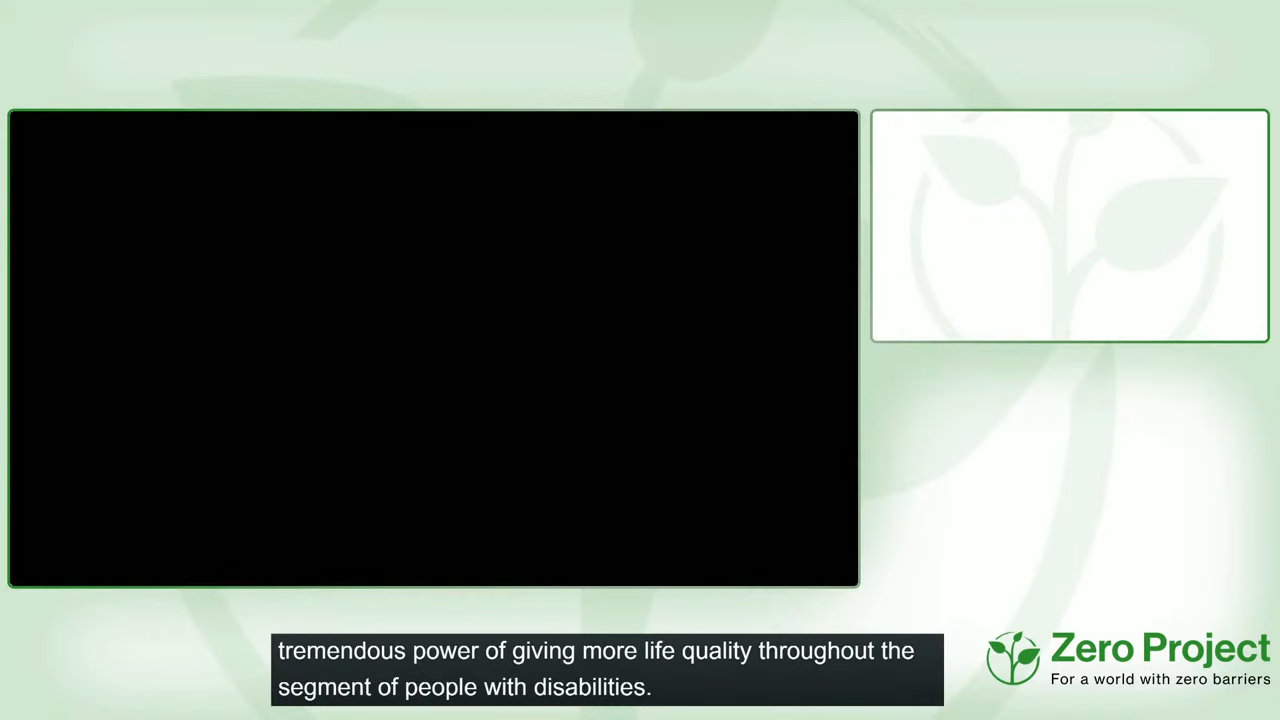 tremendous power of giving more life quality throughout the
segment of people with disabilities.
Zero Project
For a world with zero barriers